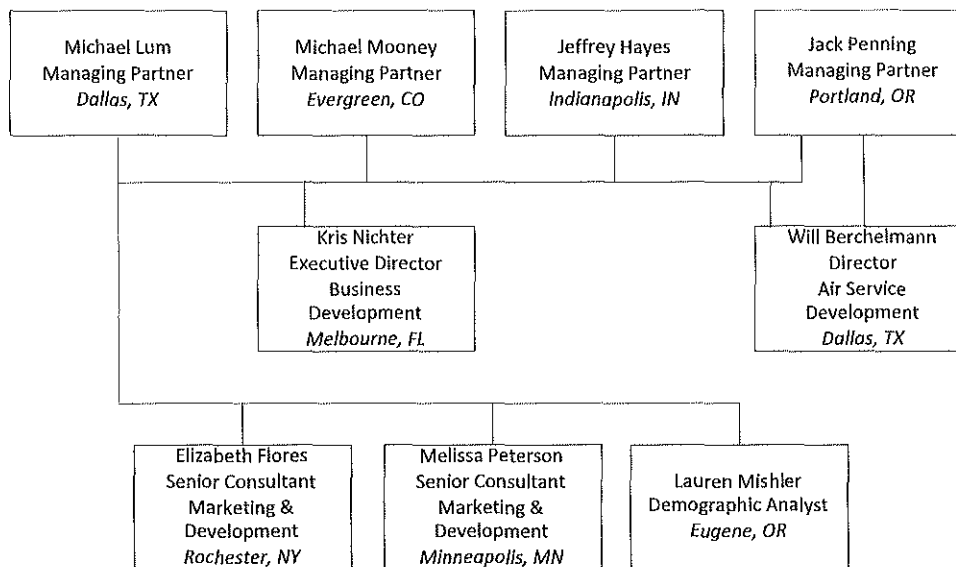 Michael Lum
Managing Partner
Dallas, TX
Michael Mooney
Managing Partner
Evergreen, CO
Jeffrey Hayes
Managing Partner
Indianapolis, IN
Jack Penning
Managing Partner
Portland, OR
Kris Nichter
Executive Director
Business
Development
Melbourne, FL
Will Berchelmann
Director
Air Service
Development
Dallas, TX
Elizabeth Flores
Senior Consultant
Marketing &
Development
Rochester, NY
Melissa Peterson
Senior Consultant
Marketing &
Development
Minneapolis, MN
Lauren Mishler
Demographic Analyst
Eugene, OR